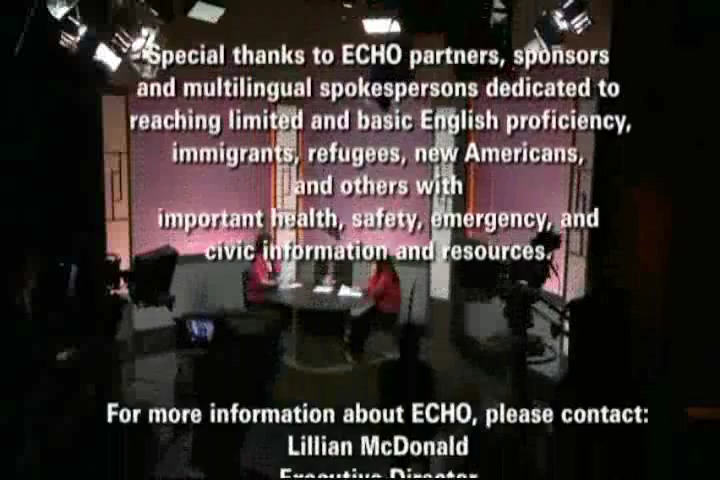 Special thanks to ECHO partners, sponsors
and multilingual spokespersons dedicated to
reaching limited and basic English proficiency,
immigrants, refugees, new Americans,
and others with
important health, safety, emergency, and
civic information and resources.
For more information about ECHO, please contact:
Lillian McDonald
Executive Director